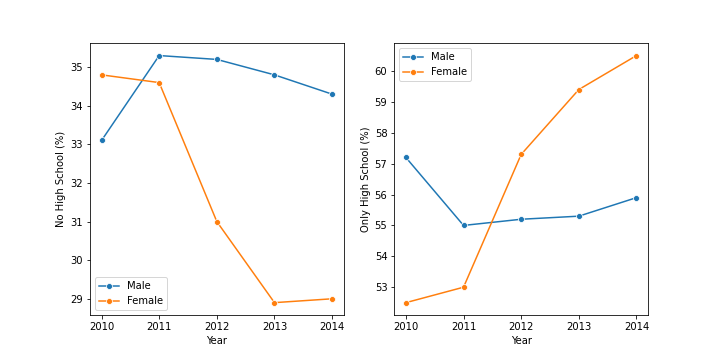 No High School (%)
35
34
33
32
31
30
29
Male
Female
2010 2011 2012 2013 2014
Year
Only High School (%)
60
59
58
57
56
55
54
53
Male
Female
2010 2011 2012 2013 2014
Year